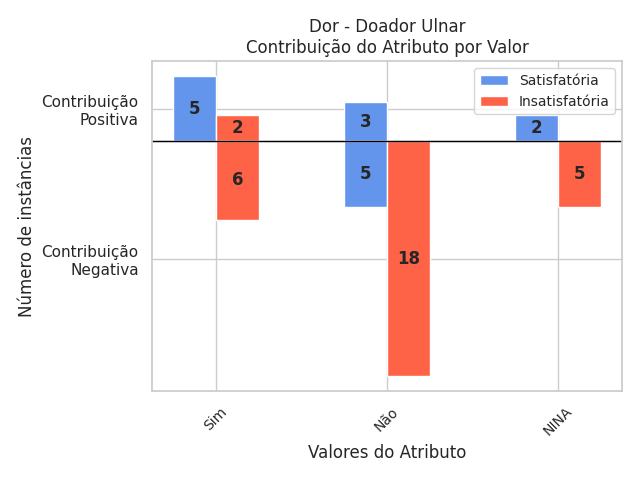 Dor - Doador Ulnar
Contribuição do Atributo por Valor
Satisfatória
Insatisfatória
Contribuição
Positiva
Contribuição
Negativa
Número de instâncias
5
2
6
3
5
18
2
5
Sim
Não
NINA
Valores do Atributo